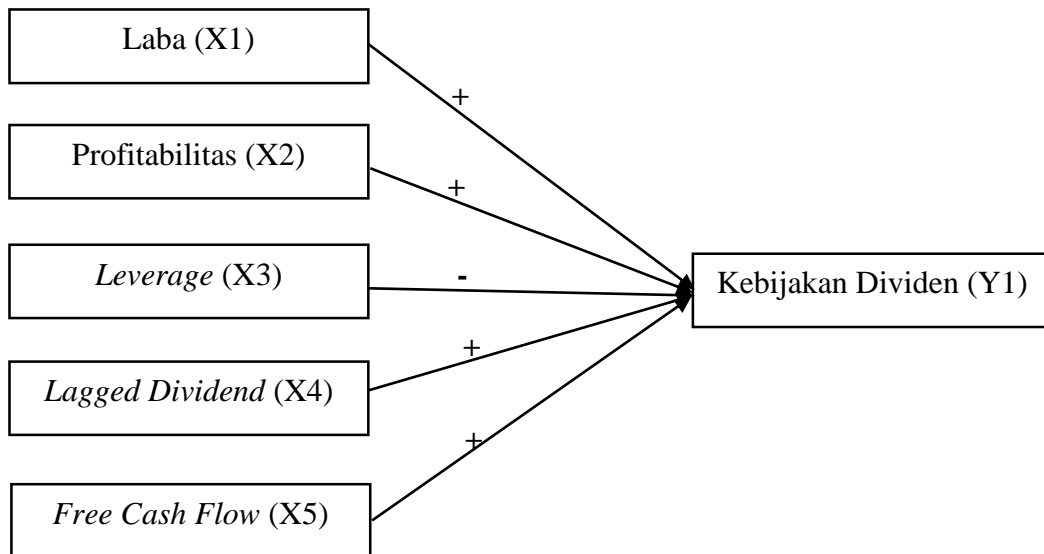 Laba (X1)
+
Profitabilitas (X2)
+
Leverage (X3)
-
Kebijakan Dividen (Y1)
Lagged Dividend (X4)
+
Free Cash Flow (X5)
+